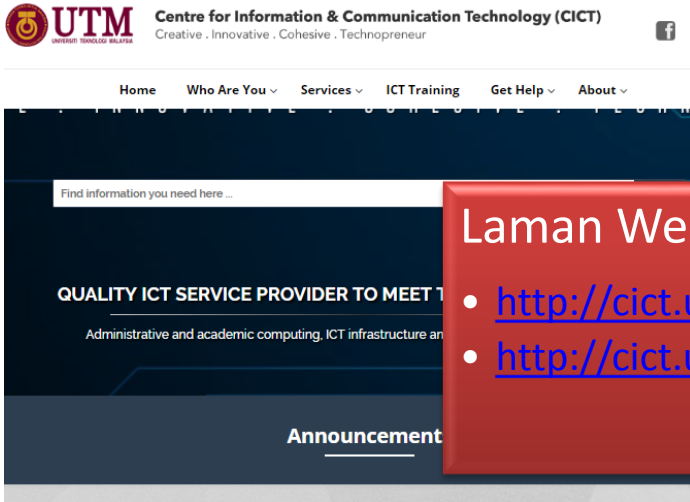 UTM
UNIVERSITI TEKNOLOGI MALAYSIA
Centre for Information & Communication Technology (CICT)
Creative . Innovative . Cohesive . Technopreneur
f
Home Who Are You Services ICT Training Get Help About
Find information you need here ...
Laman We
QUALITY ICT SERVICE PROVIDER TO MEET T
• http://cict.u
Administrative and academic computing, ICT infrastructure an
• http://cict.u
Announcement